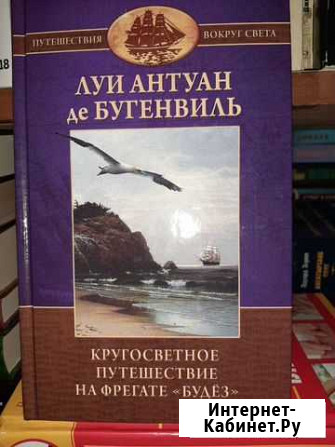 ПУТЕШЕСТВИЯ ВОКРУГ СВЕТА
ЛУИ АНТУАН
де БУГЕНВИЛЬ
КРУГОСВЕТНОЕ
ПУТЕШЕСТВИЕ
НА ФРЕГАТЕ «БУДЁЗ»
Интернет-
Кабинет.Ру